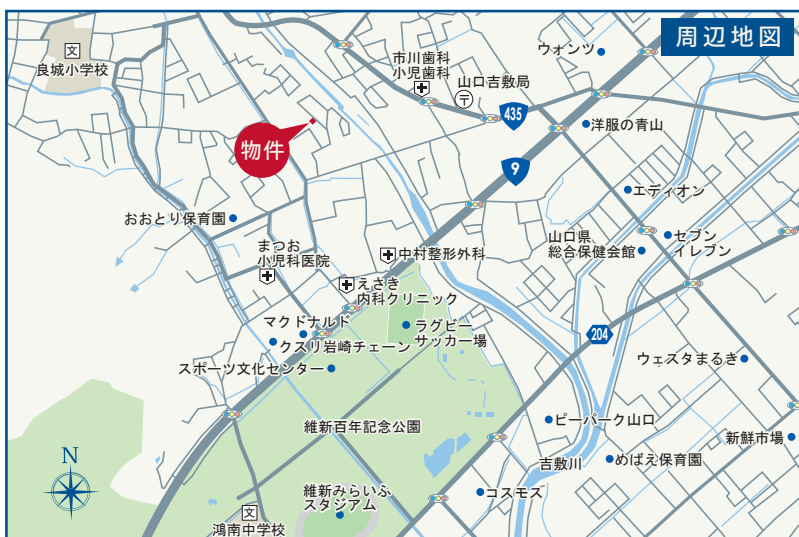 周辺地図
文
良城小学校
市川歯科
小児歯科
ウォンツ
山口吉敷局
435
洋服の青山
物件
9
エディオン
おおとり保育園
まつお
小児科医院
中村整形外科
山口県
総合保健会館
セブン
イレブン
えさき
内科クリニック
マクドナルド
クスリ岩崎チェーン
ラグビー
サッカー場
204
スポーツ文化センター
ウェスタまるき
維新百年記念公園
ピーパーク山口
新鮮市場
吉敷川
めばえ保育園
N
維新みらいふ
スタジアム
コスモズ
文
鴻南中学校